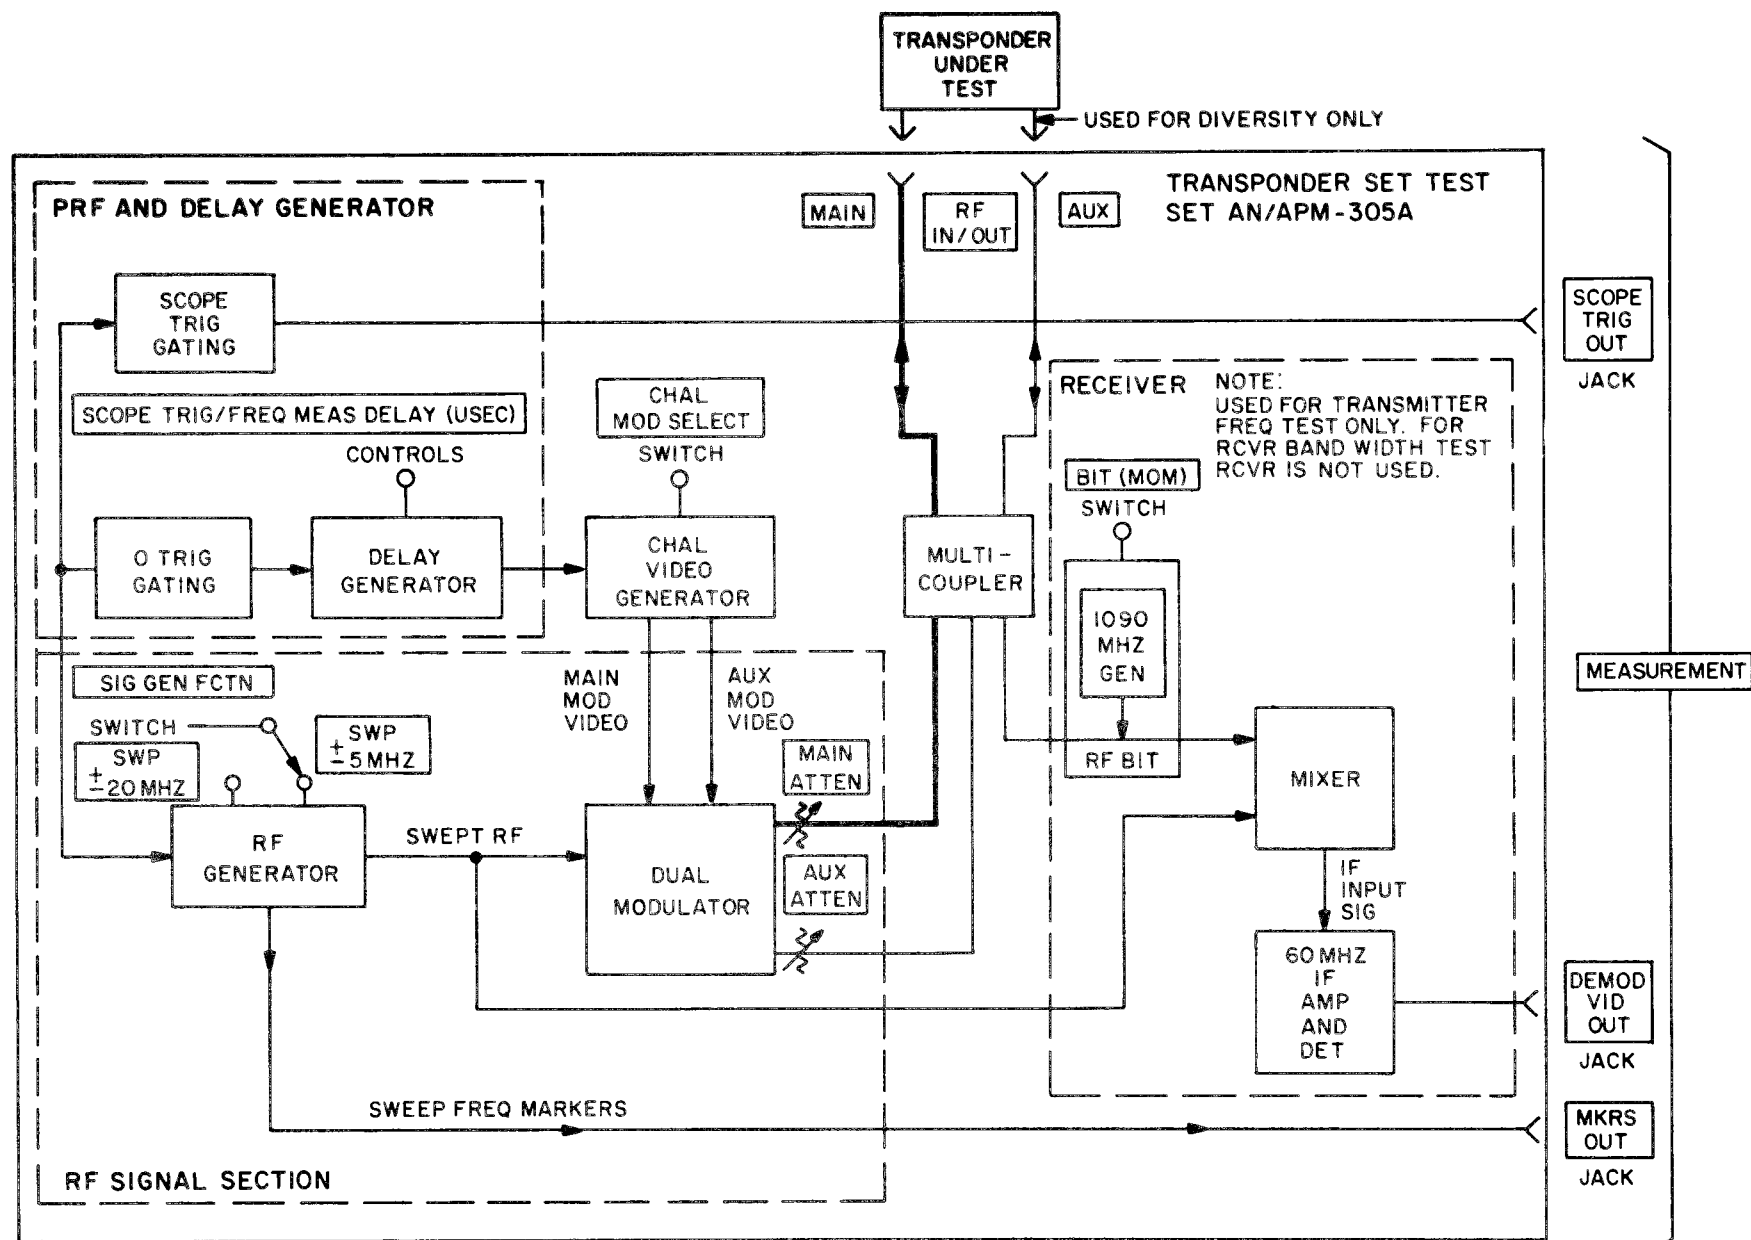 TRANSPONDER
UNDER
TEST
USED FOR DIVERSITY ONLY
TRANSPONDER SET TEST
SET AN/APM-305A
PRF AND DELAY GENERATOR
MAIN
RF
IN/OUT
AUX
SCOPE
TRIG
GATING
SCOPE
TRIG
OUT
JACK
SCOPE TRIG/FREQ MEAS DELAY (USEC)
CONTROLS
CHAL
MOD SELECT
SWITCH
RECEIVER
NOTE:
USED FOR TRANSMITTER
FREQ TEST ONLY. FOR
RCVR BAND WIDTH TEST
RCVR IS NOT USED.
BIT (MOM)
SWITCH
O TRIG
GATING
DELAY
GENERATOR
CHAL
VIDEO
GENERATOR
MULTI-
COUPLER
1090
MHZ
GEN
RF BIT
MEASUREMENT
SIG GEN FCTN
SWITCH
SWP
±20 MHZ
SWP
±5 MHZ
MAIN
MOD
VIDEO
AUX
MOD
VIDEO
MAIN
ATTEN
MIXER
RF
GENERATOR
SWEPT RF
DUAL
MODULATOR
AUX
ATTEN
IF
INPUT
SIG
60 MHZ
IF
AMP
AND
DET
DEMOD
VID
OUT
JACK
SWEEP FREQ MARKERS
MKRS
OUT
JACK
RF SIGNAL SECTION